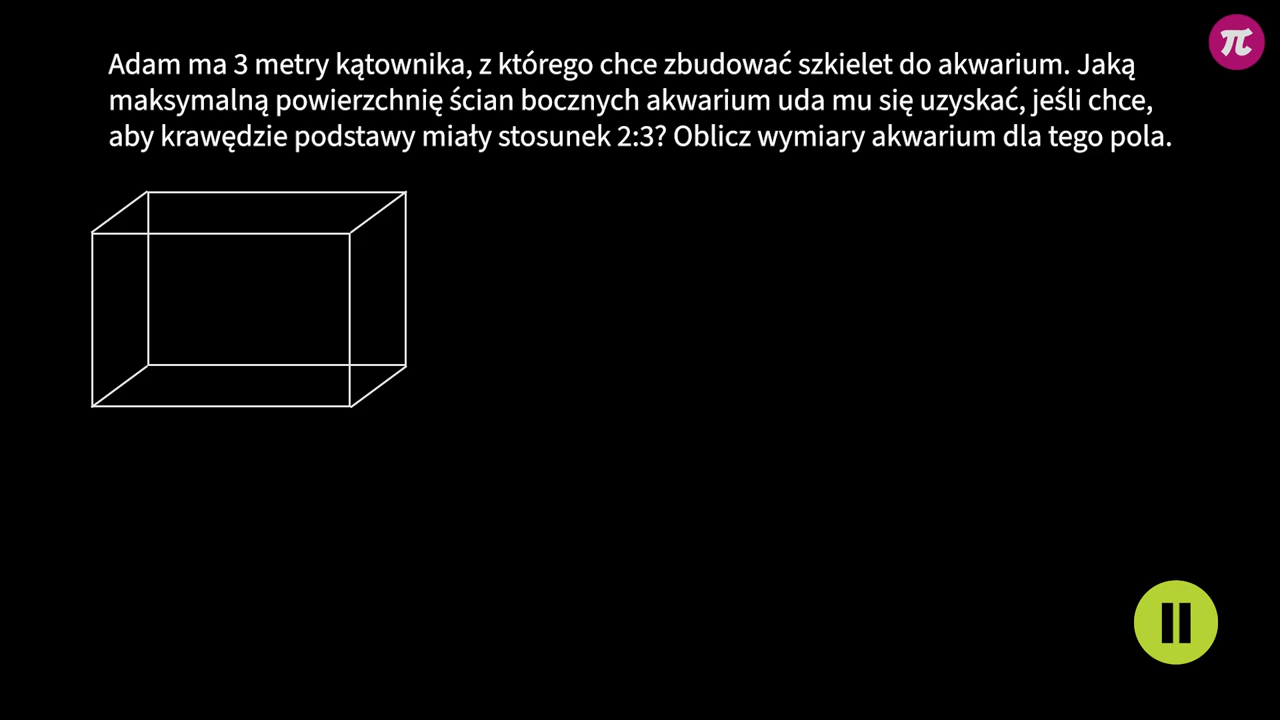 Adam ma 3 metry kątownika, z którego chce zbudować szkielet do akwarium. Jaką
maksymalną powierzchnię ścian bocznych akwarium uda mu się uzyskać, jeśli chce,
aby krawędzie podstawy miały stosunek 2:3? Oblicz wymiary akwarium dla tego pola.
π